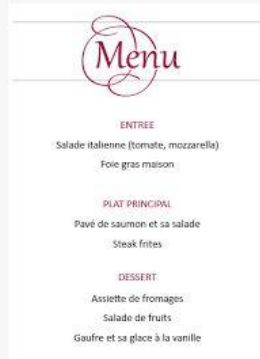 Menu
ENTREE
Salade italienne (tomate, mozzarella)
Foie gras maison
PLAT PRINCIPAL
Pavé de saumon et sa salade
Steak frites
DESSERT
Assiette de fromages
Salade de fruits
Gaufre et sa glace à la vanille